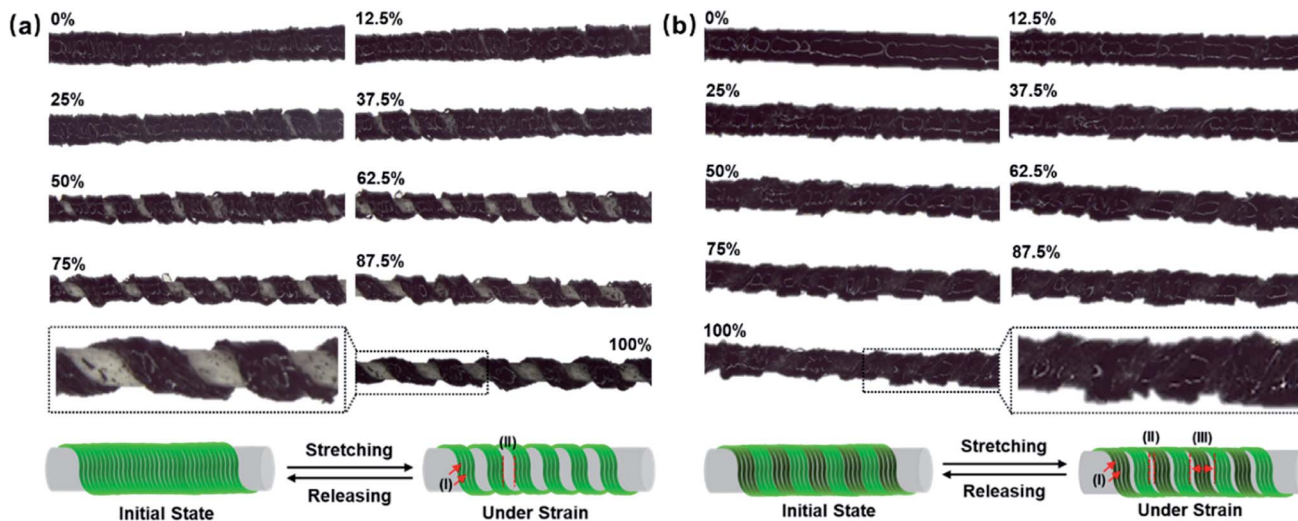 (a)
0%
12.5%
25%
37.5%
50%
62.5%
75%
87.5%
100%
(II)
Stretching
(I)
Releasing
Initial State
Under Strain
(b)
0%
12.5%
25%
37.5%
50%
62.5%
75%
87.5%
100%
(II)
(III)
Stretching
(I)
Releasing
Initial State
Under Strain